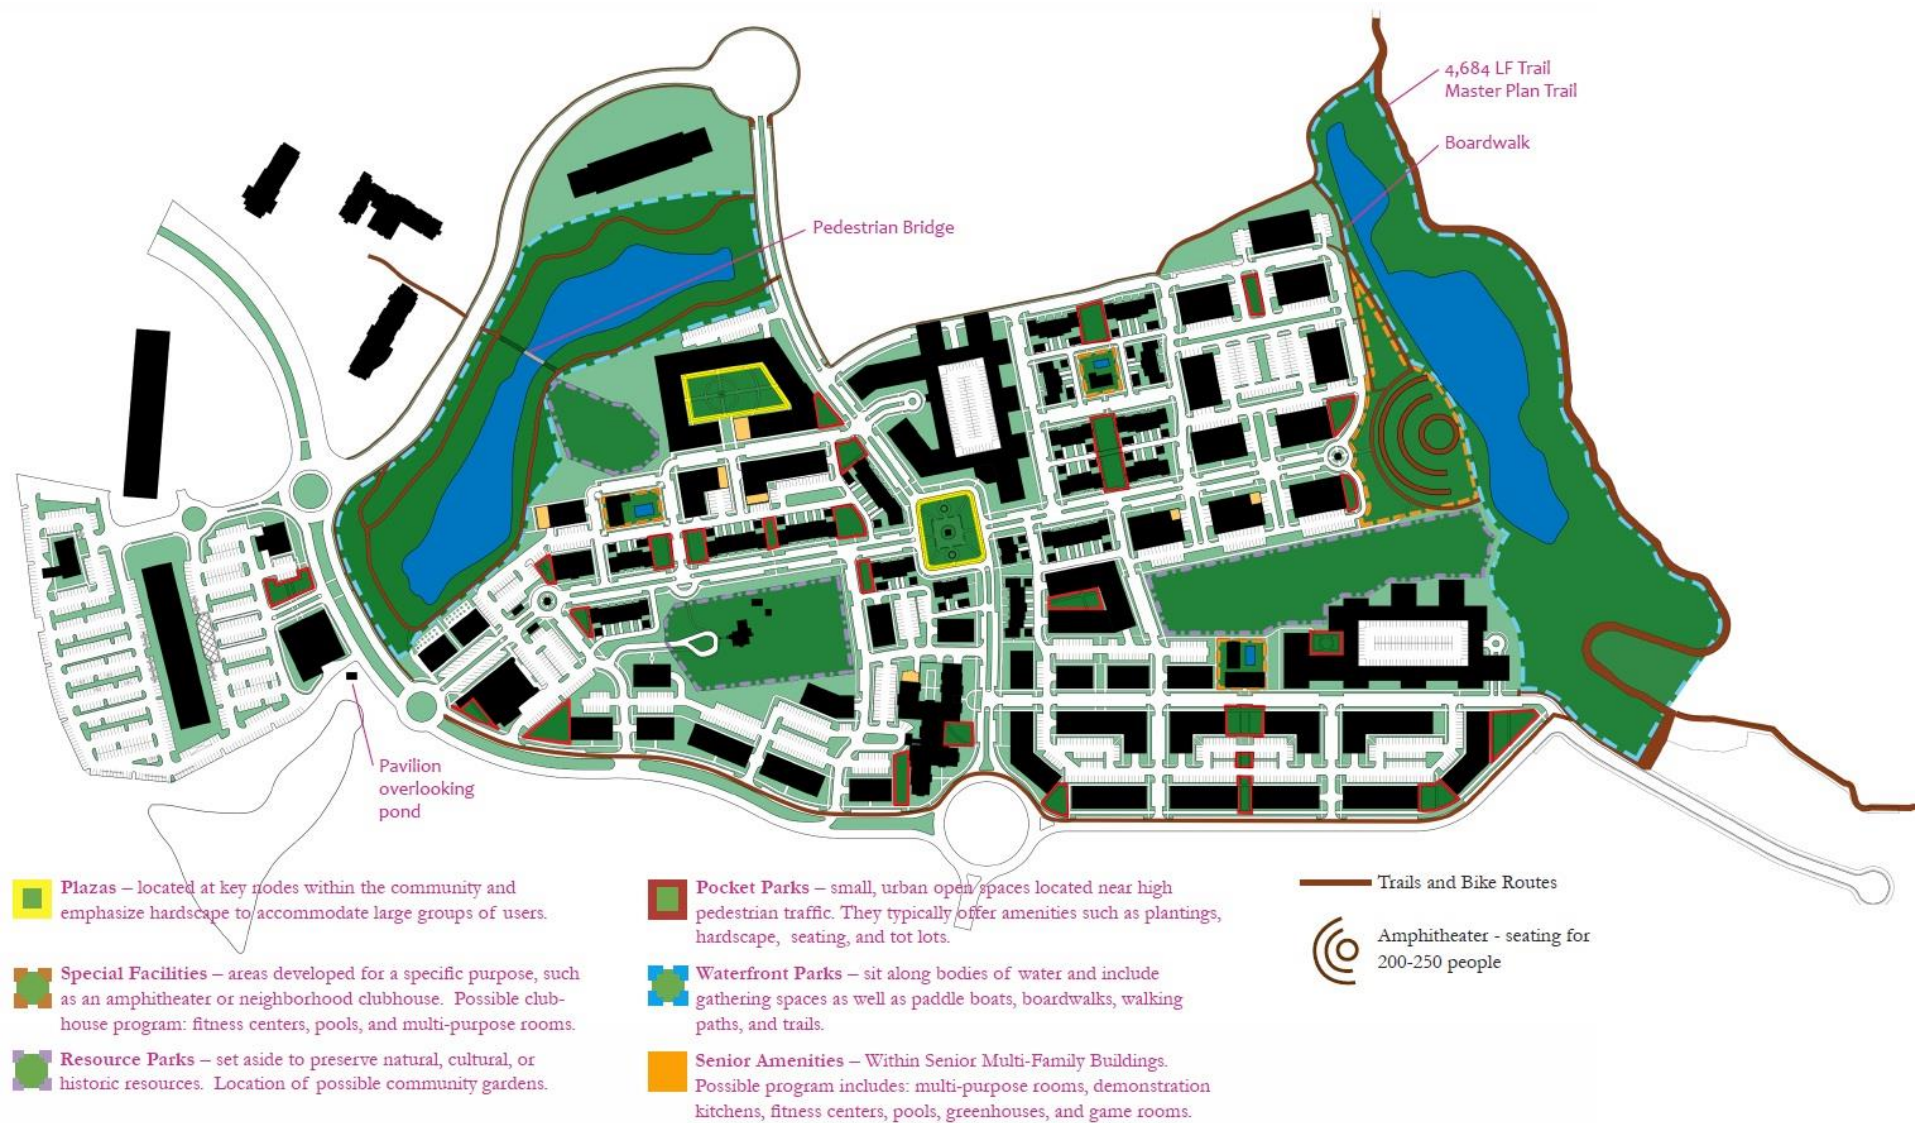 4,684 LF Trail
Master Plan Trail
Boardwalk
Pedestrian Bridge
Pavilion
overlooking
pond
Plazas – located at key nodes within the community and
emphasize hardscape to accommodate large groups of users.
Special Facilities – areas developed for a specific purpose, such
as an amphitheater or neighborhood clubhouse. Possible club-
house program: fitness centers, pools, and multi-purpose rooms.
Resource Parks – set aside to preserve natural, cultural, or
historic resources. Location of possible community gardens.
Pocket Parks – small, urban open spaces located near high
pedestrian traffic. They typically offer amenities such as plantings,
hardscape, seating, and tot lots.
Waterfront Parks – sit along bodies of water and include
gathering spaces as well as paddle boats, boardwalks, walking
paths, and trails.
Senior Amenities – Within Senior Multi-Family Buildings.
Possible program includes: multi-purpose rooms, demonstration
kitchens, fitness centers, pools, greenhouses, and game rooms.
Trails and Bike Routes
Amphitheater - seating for
200-250 people